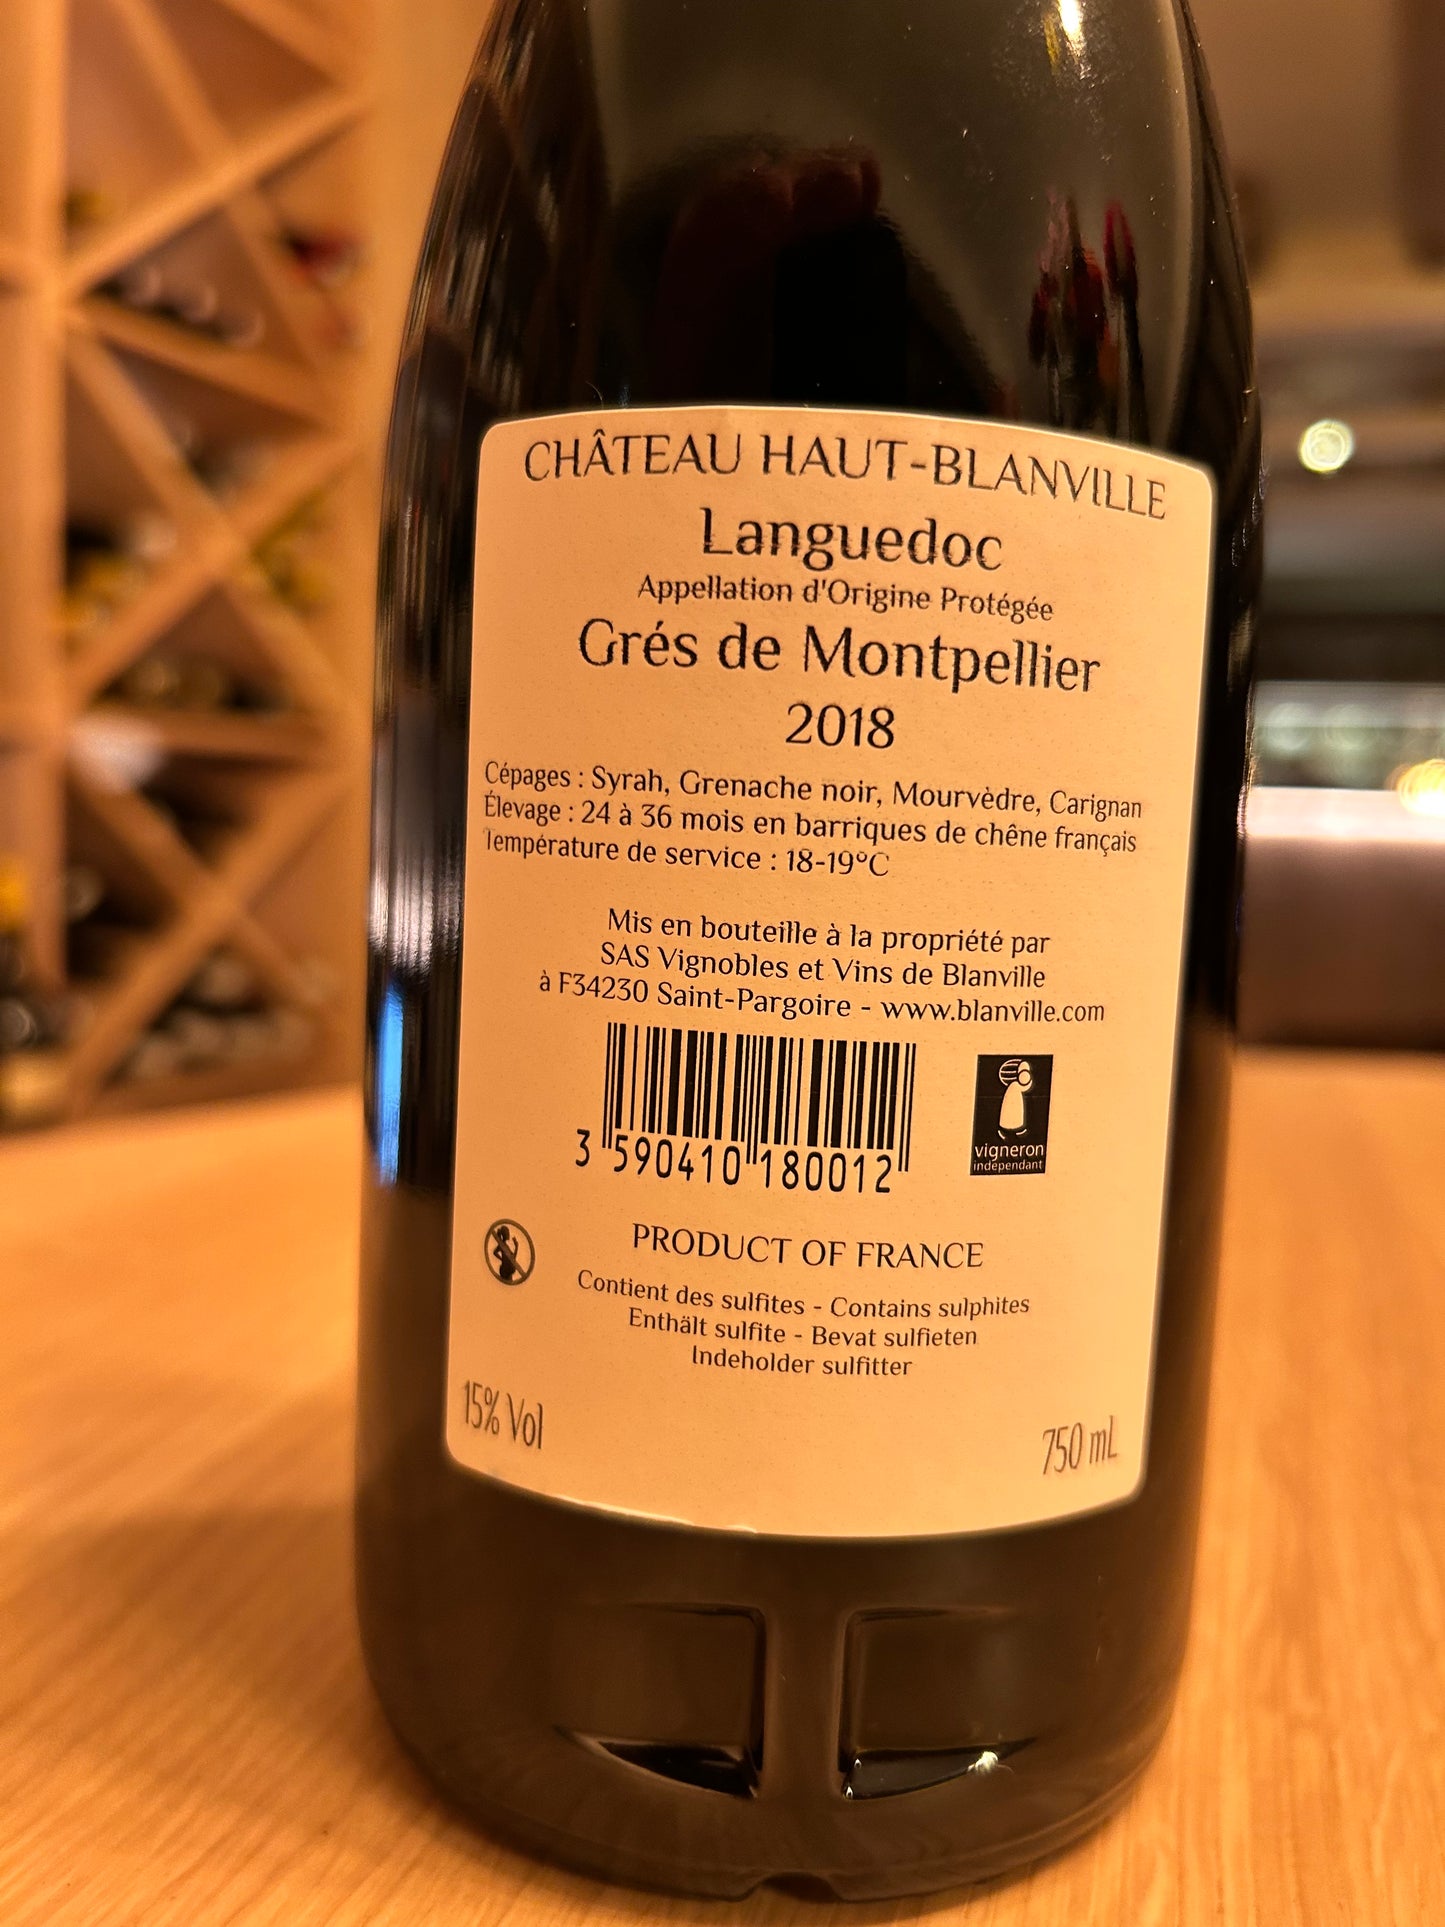 CHÂTEAU HAUT-BLANVILLE
Languedoc
Appellation d'Origine Protégée
Grés de Montpellier
2018
Cépages : Syrah, Grenache noir, Mourvèdre, Carignan
Élevage : 24 à 36 mois en barriques de chêne français
Température de service : 18-19°C
Mis en bouteille à la propriété par
SAS Vignobles et Vins de Blanville
à F34230 Saint-Pargoire - www.blanville.com
3 590410 180012
vigneron
indépendant
PRODUCT OF FRANCE
Contient des sulfites - Contains sulphites
Enthält sulfite - Bevat sulfieten
Indeholder sulfitter
15% Vol
750 mL